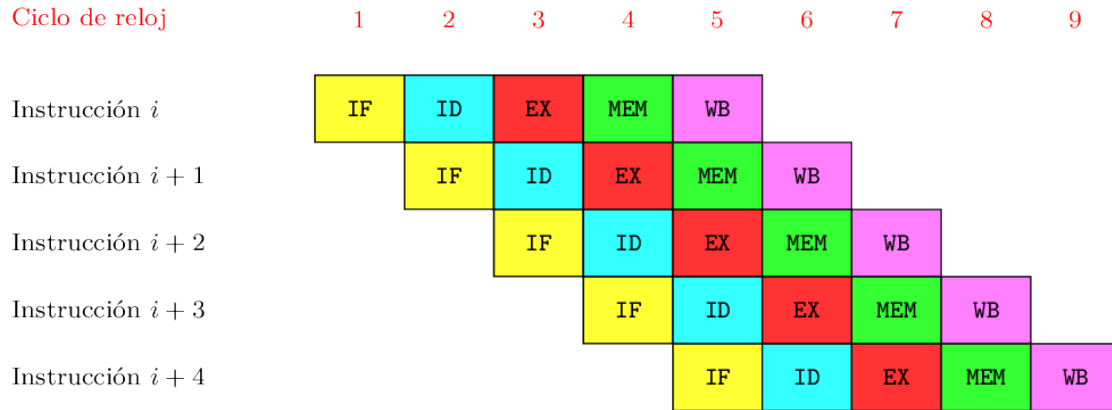 Ciclo de reloj 1 2 3 4 5 6 7 8 9
Instrucción i IF ID EX MEM WB
Instrucción i + 1 IF ID EX MEM WB
Instrucción i + 2 IF ID EX MEM WB
Instrucción i + 3 IF ID EX MEM WB
Instrucción i + 4 IF ID EX MEM WB